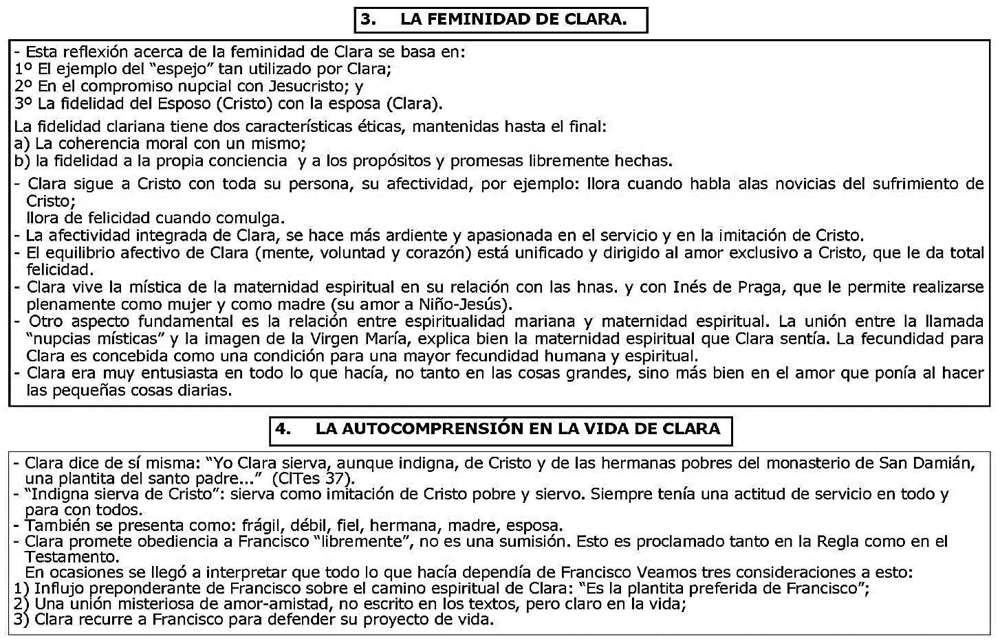 3. LA FEMINIDAD DE CLARA.
- Esta reflexión acerca de la feminidad de Clara se basa en:
1º El ejemplo del “espejo” tan utilizado por Clara;
2º En el compromiso nupcial con Jesucristo; y
3º La fidelidad del Esposo (Cristo) con la esposa (Clara).
La fidelidad clariana tiene dos características éticas, mantenidas hasta el final:
a) La coherencia moral con un mismo;
b) la fidelidad a la propia conciencia y a los propósitos y promesas libremente hechas.
- Clara sigue a Cristo con toda su persona, su afectividad, por ejemplo: llora cuando habla alas novicias del sufrimiento de
Cristo;
llora de felicidad cuando comulga.
- La afectividad integrada de Clara, se hace más ardiente y apasionada en el servicio y en la imitación de Cristo.
- El equilibrio afectivo de Clara (mente, voluntad y corazón) está unificado y dirigido al amor exclusivo a Cristo, que le da total
felicidad.
- Clara vive la mística de la maternidad espiritual en su relación con las hnas. y con Inés de Praga, que le permite realizarse
plenamente como mujer y como madre (su amor a Niño-Jesús).
- Otro aspecto fundamental es la relación entre espiritualidad mariana y maternidad espiritual. La unión entre la llamada
“nupcias místicas” y la imagen de la Virgen María, explica bien la maternidad espiritual que Clara sentía. La fecundidad para
Clara es concebida como una condición para una mayor fecundidad humana y espiritual.
- Clara era muy entusiasta en todo lo que hacía, no tanto en las cosas grandes, sino más bien en el amor que ponía al hacer
las pequeñas cosas diarias.
4. LA AUTOCOMPRENSIÓN EN LA VIDA DE CLARA
- Clara dice de sí misma: “Yo Clara sierva, aunque indigna, de Cristo y de las hermanas pobres del monasterio de San Damián,
una plantita del santo padre...” (ClTes 37).
- “Indigna sierva de Cristo”: sierva como imitación de Cristo pobre y siervo. Siempre tenía una actitud de servicio en todo y
para con todos.
- También se presenta como: frágil, débil, fiel, hermana, madre, esposa.
- Clara promete obediencia a Francisco “libremente”, no es una sumisión. Esto es proclamado tanto en la Regla como en el
Testamento.
En ocasiones se llegó a interpretar que todo lo que hacía dependía de Francisco Veamos tres consideraciones a esto:
1) Influjo preponderante de Francisco sobre el camino espiritual de Clara: “Es la plantita preferida de Francisco”;
2) Una unión misteriosa de amor-amistad, no escrito en los textos, pero claro en la vida;
3) Clara recurre a Francisco para defender su proyecto de vida.